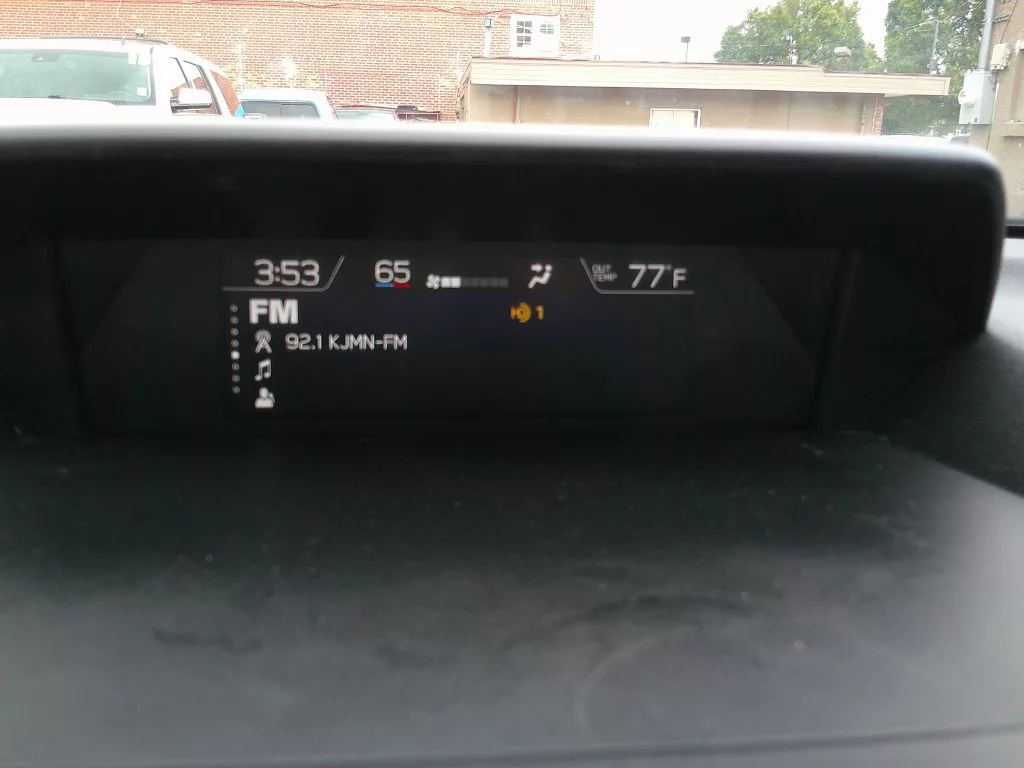 3:53 65 OUT TEMP 77°F
FM 1
92.1 KJMN-FM